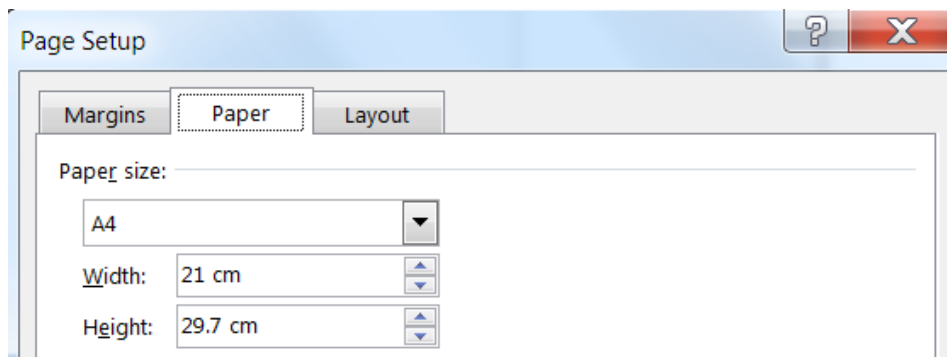 Page Setup
Margins Paper Layout
Paper size:
A4
Width: 21 cm
Height: 29.7 cm